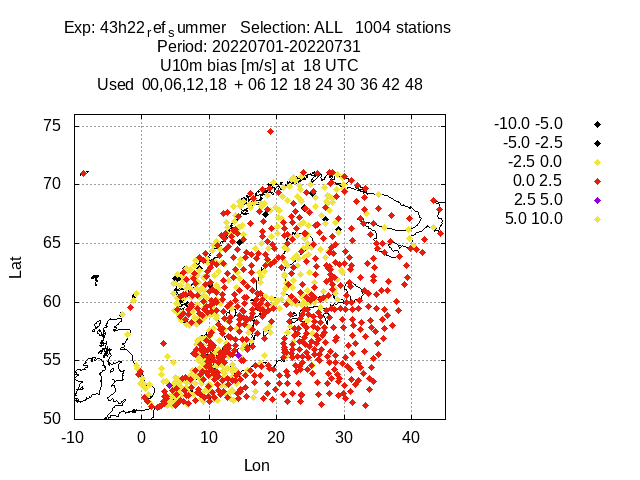 Exp: 43h22ref summer   Selection: ALL   1004 stations
Period: 20220701-20220731
U10m bias [m/s] at  18 UTC
Used  00,06,12,18  + 06 12 18 24 30 36 42 48
75
70
65
60
55
50
-10 0 10 20 30 40
Lat
Lon
-10.0 -5.0
-5.0 -2.5
-2.5 0.0
0.0 2.5
2.5 5.0
5.0 10.0